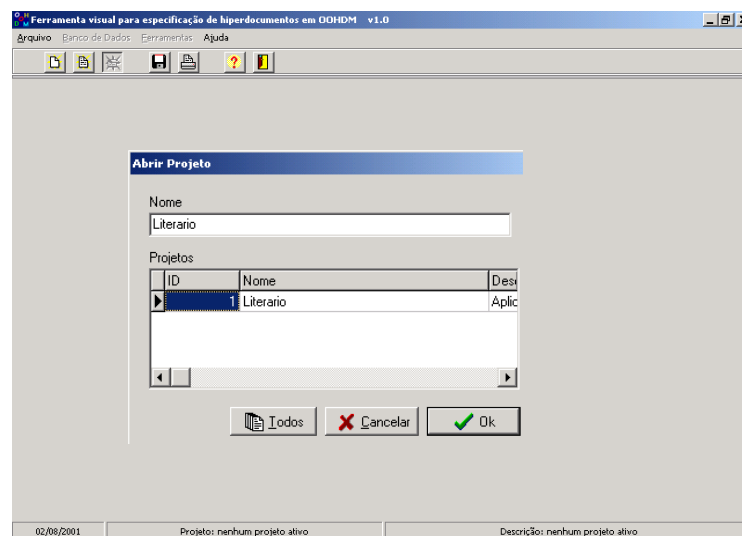 Ferramenta visual para especificação de hiperdocumentos em OOHDM v1.0
Arquivo Banco de Dados Ferramentas Ajuda
Abrir Projeto
Nome
Literario
Projetos
ID Nome Des
1 Literario Aplic
Todos Cancelar Ok
02/08/2001 Projeto: nenhum projeto ativo Descrição: nenhum projeto ativo